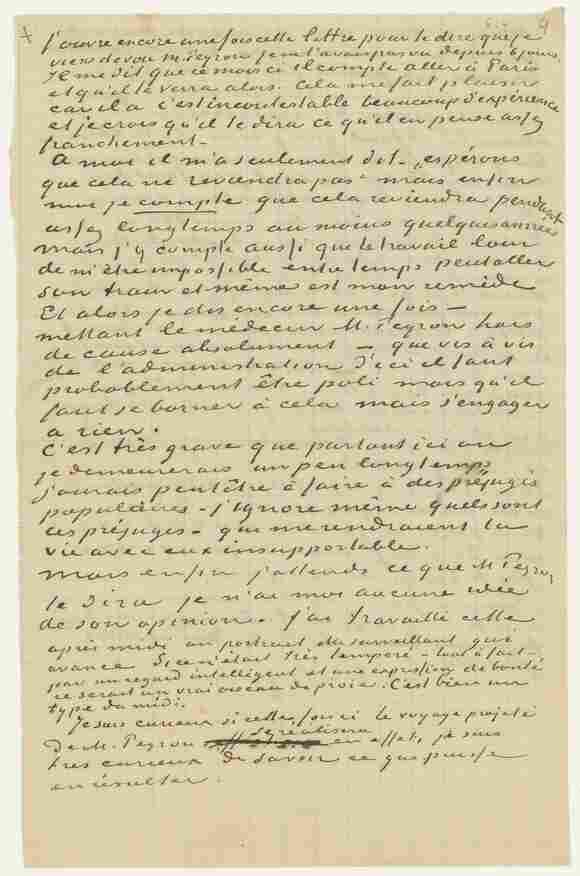 J'ouvre encore une fois cette lettre pour te dire que je
viens de voir M. Peyron je ne l'avais pas vu depuis 6 jours.
Il me dit que ce mois ci il compte aller à Paris
et qu'il te verra alors. Cela me fait plaisir
car il a c'est incontestable beaucoup d'expérience
et je crois qu'il te dira ce qu'il en pense assez
franchement.
A moi il m'a seulement dit - „espérons
que cela ne reviendra pas" mais enfin
moi je compte que cela reviendra pendant
assez longtemps au moins quelques années
mais j'y compte aussi que le travail loin
de m'être impossible entretemps peut aller
son train et même est mon remède
Et alors je dis encore une fois -
mettant le médecin M. Peyron hors
de cause absolument - que vis à vis
de l'administration d'ici il faut
probablement être poli mais qu'il
faut se borner à cela mais s'engager
a rien.
C'est très grave que partout ici où
je demeurerais un peu longtemps
j'aurais peut être à faire à des préjugés
populaires - j'ignore même quels sont
ces préjugés - qui me rendraient la
vie avec eux insupportable.
mais enfin j'attends ce que M Peyron
te dira je n'ai moi aucune idée
de son opinion. J'ai travaillé cette
après midi au portrait du surveillant qui
avance. Si ce n'était très tempéré - tout à fait -
par un regard intelligent et une expression de bonté
ce serait un vrai oiseau de proie. C'est bien un
type du midi.
Je suis curieux si cette fois ci le voyage projeté
de M. Peyron se réalisera en effet, je suis
très curieux de savoir ce que puisse
en résulter.